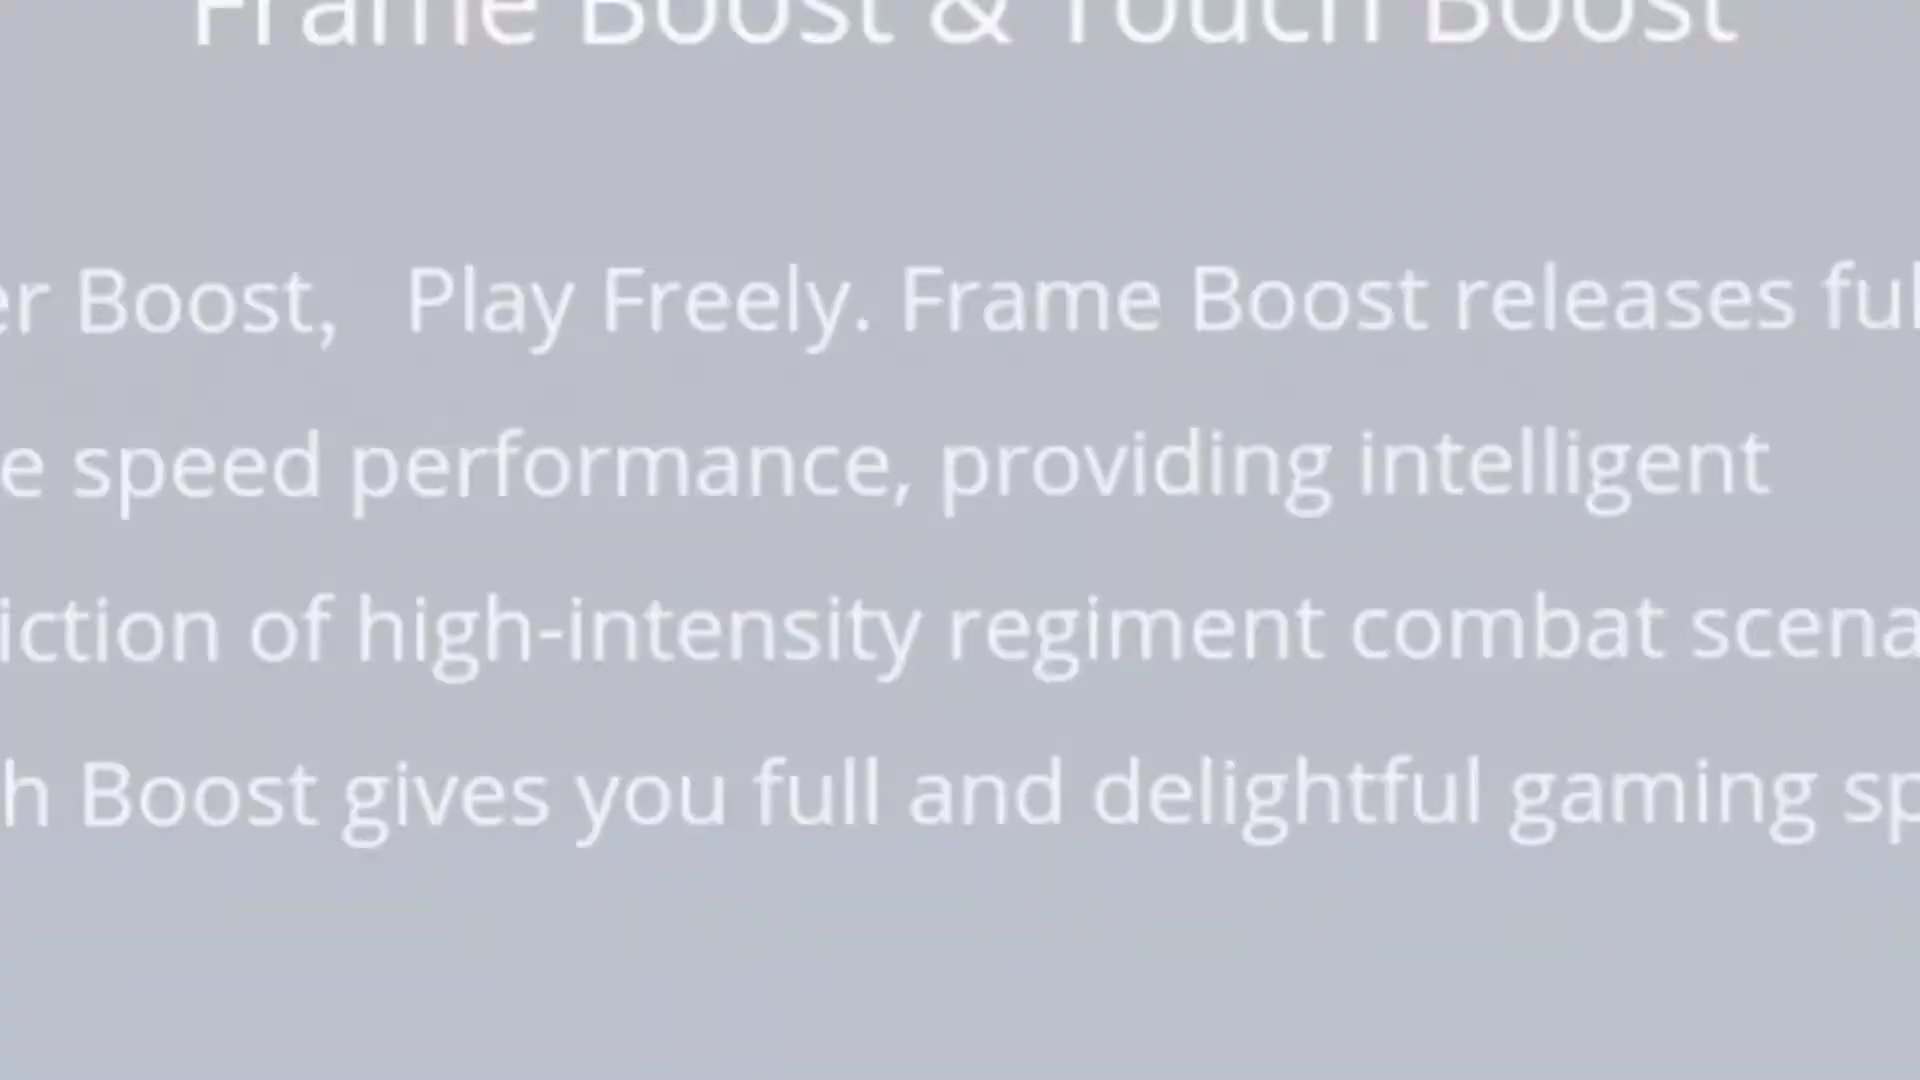 Frame Boost & Touch Boost
er Boost, Play Freely. Frame Boost releases ful
e speed performance, providing intelligent
iction of high-intensity regiment combat scena
h Boost gives you full and delightful gaming sp